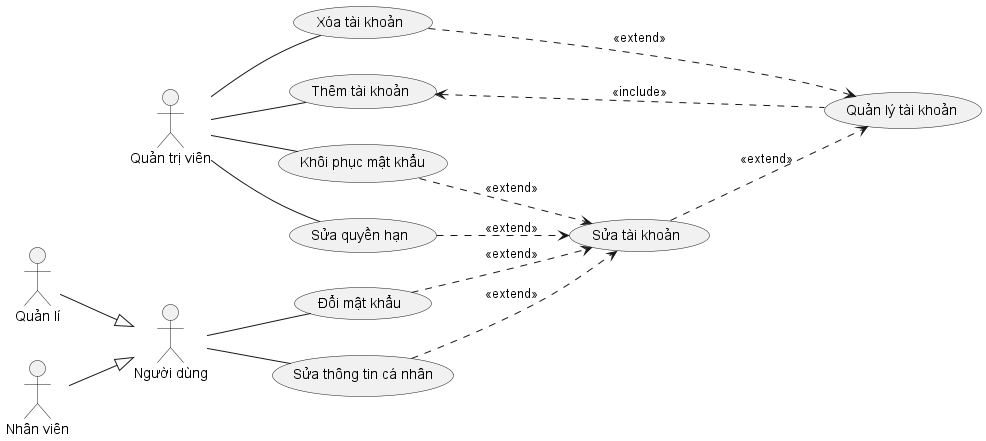 Xóa tài khoản
«extend»
Thêm tài khoản
«include»
Quản lý tài khoản
Quản trị viên
Khôi phục mật khẩu
«extend»
«extend»
Sửa quyền hạn
«extend»
Sửa tài khoản
«extend»
Quản lí
Đổi mật khẩu
«extend»
Người dùng
Sửa thông tin cá nhân
Nhân viên